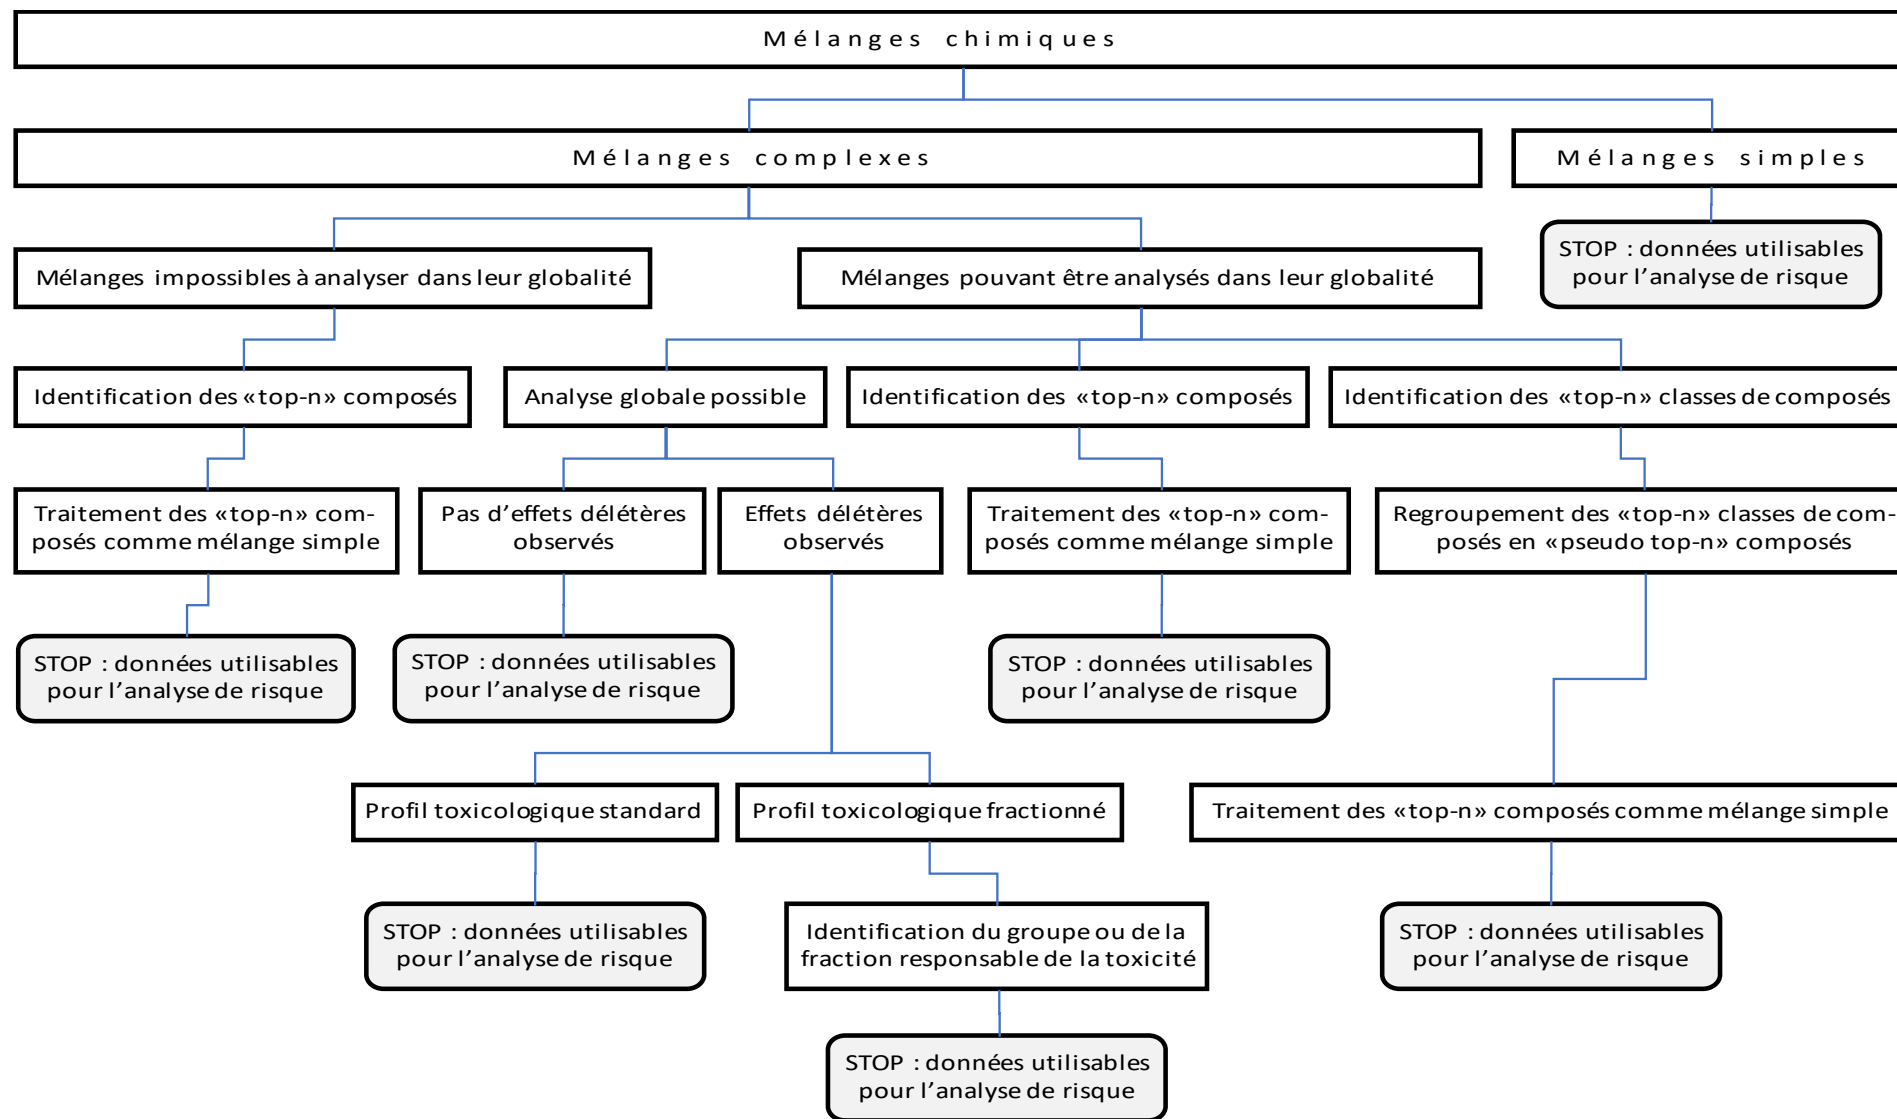 Mélanges chimiques
Mélanges complexes
Mélanges simples
STOP : données utilisables
pour l'analyse de risque
Mélanges impossibles à analyser dans leur globalité
Mélanges pouvant être analysés dans leur globalité
Identification des «top-n» composés
Analyse globale possible
Identification des «top-n» composés
Identification des «top-n» classes de composés
Traitement des «top-n» com-
posés comme mélange simple
Pas d'effets délétères
observés
Effets délétères
observés
Traitement des «top-n» com-
posés comme mélange simple
Regroupement des «top-n» classes de com-
posés en «pseudo top-n» composés
STOP : données utilisables
pour l'analyse de risque
STOP : données utilisables
pour l'analyse de risque
STOP : données utilisables
pour l'analyse de risque
Profil toxicologique standard
Profil toxicologique fractionné
Traitement des «top-n» composés comme mélange simple
STOP : données utilisables
pour l'analyse de risque
Identification du groupe ou de la
fraction responsable de la toxicité
STOP : données utilisables
pour l'analyse de risque
STOP : données utilisables
pour l'analyse de risque